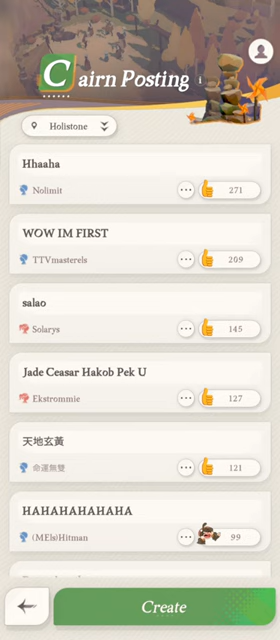 Cairn Posting
Holistone
Hhaaha
Nolimit
271
WOW IM FIRST
TTVmasterels
209
salao
Solarys
145
Jade Ceasar Hakob Pek U
Ekstrommie
127
天地玄黃
命運無雙
121
HAHAHAHAHAHA
(MEls)Hitman
99
Create